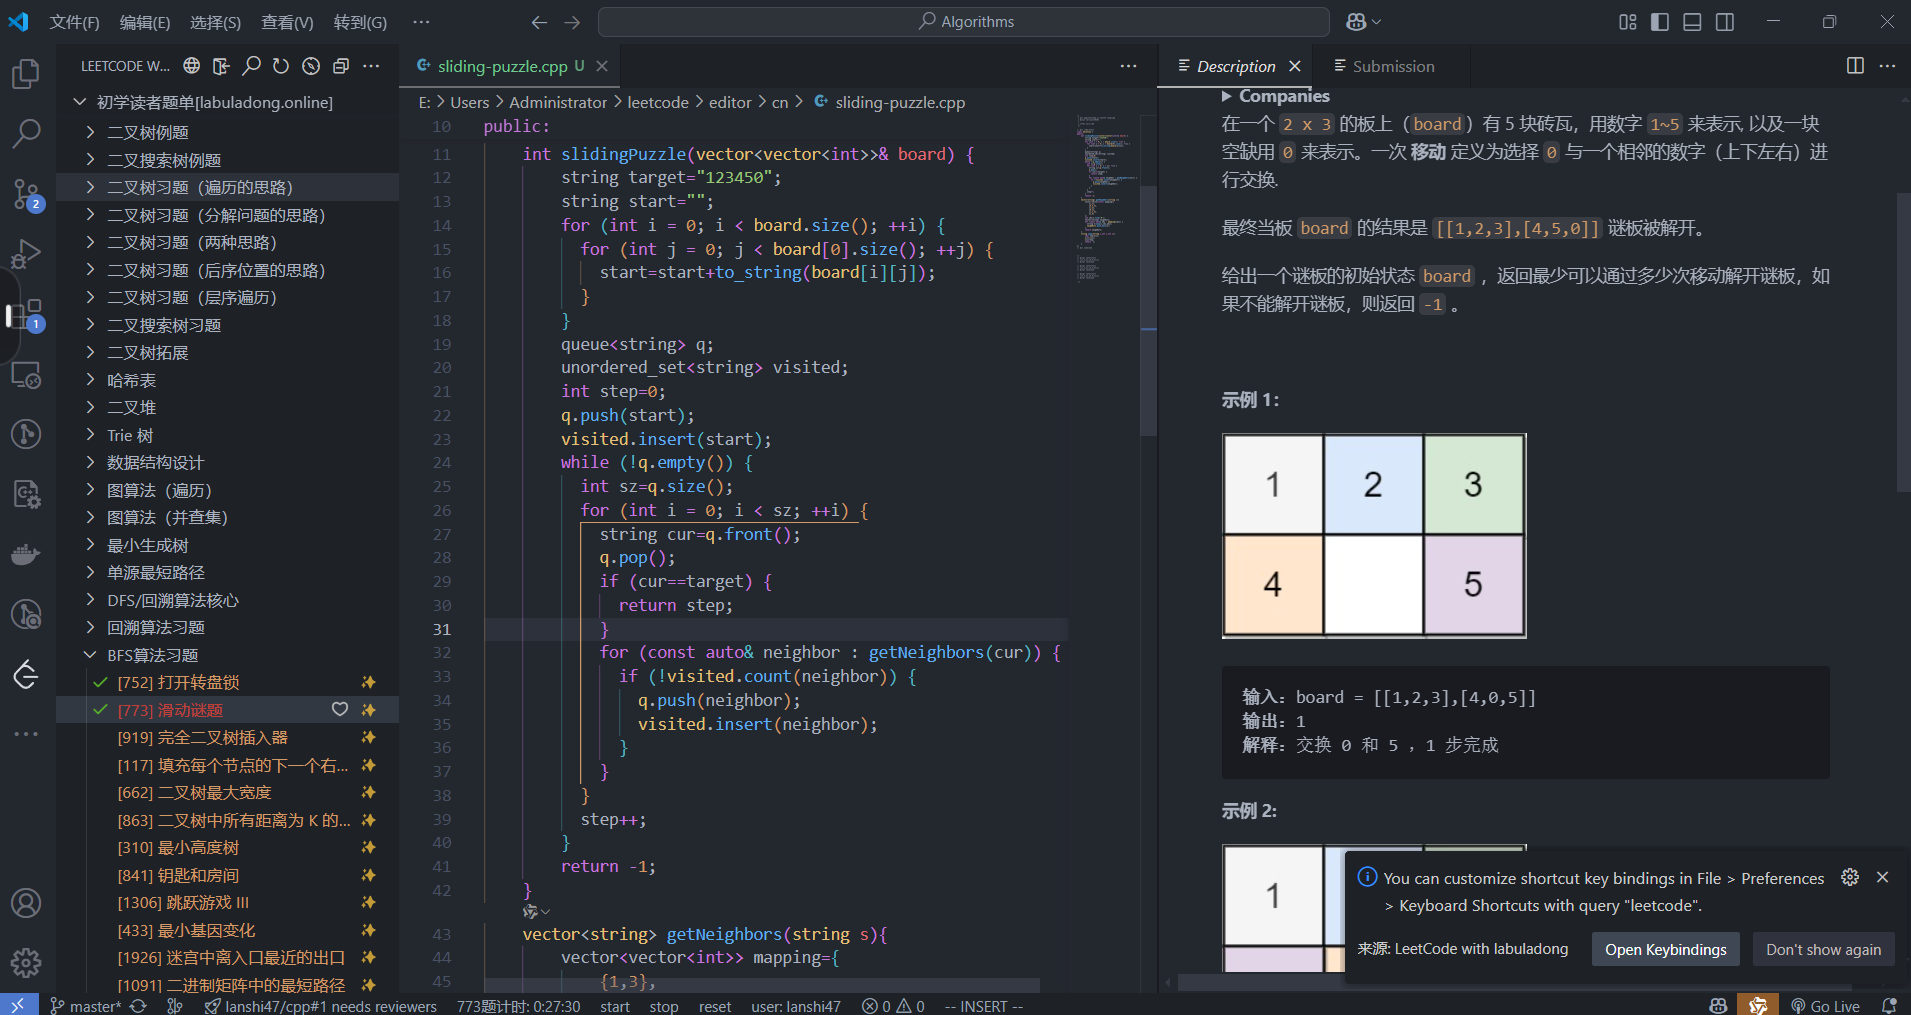 文件(F) 编辑(E) 选择(S) 查看(V) 转到(G) ··· Algorithms
LEETCODE W... ···
初学读者题单[labuladong.online]
二叉树例题
二叉搜索树例题
二叉树习题（遍历的思路）
二叉树习题（分解问题的思路）
二叉树习题（两种思路）
二叉树习题（后序位置的思路）
二叉树习题（层序遍历）
二叉搜索树习题
二叉树拓展
哈希表
二叉堆
Trie 树
数据结构设计
图算法（遍历）
图算法（并查集）
最小生成树
单源最短路径
DFS/回溯算法核心
回溯算法习题
BFS算法习题
[752] 打开转盘锁
[773] 滑动谜题
[919] 完全二叉树插入器
[117] 填充每个节点的下一个右...
[662] 二叉树最大宽度
[863] 二叉树中所有距离为 K 的...
[310] 最小高度树
[841] 钥匙和房间
[1306] 跳跃游戏 III
[433] 最小基因变化
[1926] 迷宫中离入口最近的出口
[1091] 二进制矩阵中的最短路径
2
1
sliding-puzzle.cpp U
E: > Users > Administrator > leetcode > editor > cn > sliding-puzzle.cpp
10 public:
11 int slidingPuzzle(vector<vector<int>>& board) {
12 string target="123450";
13 string start="";
14 for (int i = 0; i < board.size(); ++i) {
15 for (int j = 0; j < board[0].size(); ++j) {
16 start=start+to_string(board[i][j]);
17 }
18 }
19 queue<string> q;
20 unordered_set<string> visited;
21 int step=0;
22 q.push(start);
23 visited.insert(start);
24 while (!q.empty()) {
25 int sz=q.size();
26 for (int i = 0; i < sz; ++i) {
27 string cur=q.front();
28 q.pop();
29 if (cur==target) {
30 return step;
31 }
32 for (const auto& neighbor : getNeighbors(cur)) {
33 if (!visited.count(neighbor)) {
34 q.push(neighbor);
35 visited.insert(neighbor);
36 }
37 }
38 }
39 step++;
40 }
41 return -1;
42 }
43 vector<string> getNeighbors(string s){
44 vector<vector<int>> mapping={
45 {1,3},
Description
Submission
Companies
在一个 2 x 3 的板上（board）有 5 块砖瓦，用数字 1~5 来表示, 以及一块
空缺用 0 来表示。一次 移动 定义为选择 0 与一个相邻的数字（上下左右）进
行交换.
最终当板 board 的结果是 [[1,2,3],[4,5,0]] 谜板被解开。
给出一个谜板的初始状态 board ，返回最少可以通过多少次移动解开谜板，如
果不能解开谜板，则返回 -1 。
示例 1:
1 2 3
4 5
输入：board = [[1,2,3],[4,0,5]]
输出：1
解释：交换 0 和 5 ，1 步完成
示例 2:
1
You can customize shortcut key bindings in File > Preferences
> Keyboard Shortcuts with query "leetcode".
来源: LeetCode with labuladong
Open Keybindings
Don't show again
master* lanshi47/cpp#1 needs reviewers 773题计时: 0:27:30 start stop reset user: lanshi47 0 0 -- INSERT -- Go Live